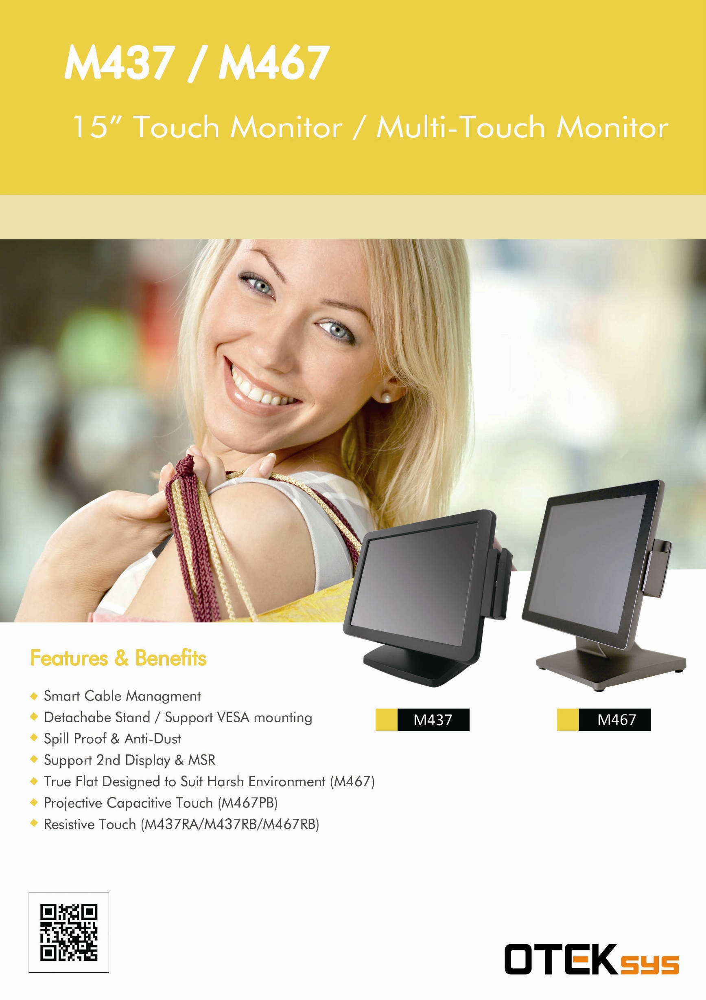 M437 / M467
15” Touch Monitor / Multi-Touch Monitor
Features & Benefits
Smart Cable Managment
Detachabe Stand / Support VESA mounting
Spill Proof & Anti-Dust
Support 2nd Display & MSR
True Flat Designed to Suit Harsh Environment (M467)
Projective Capacitive Touch (M467PB)
Resistive Touch (M437RA/M437RB/M467RB)
M437
M467
OTEKsys